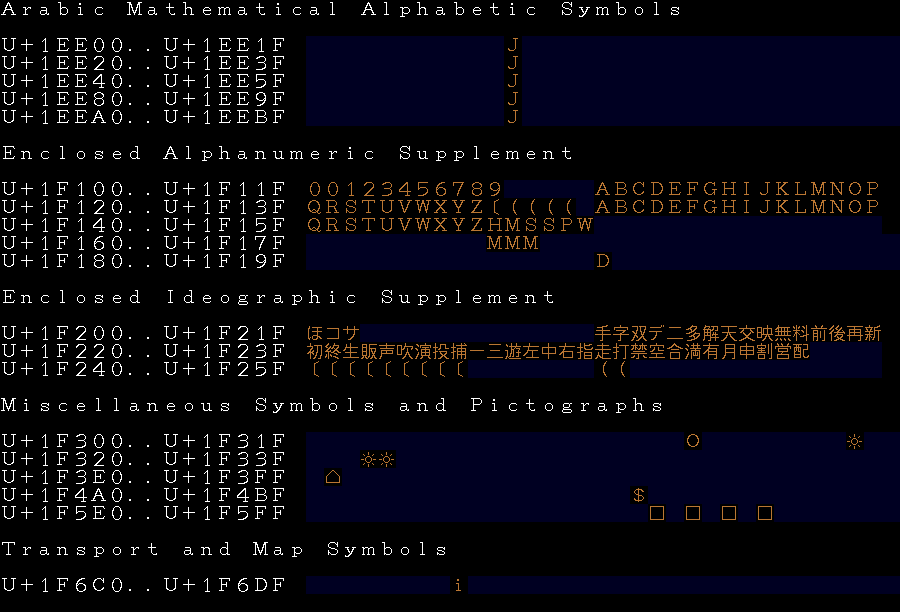 Arabic Mathematical Alphabetic Symbols
U+1EE00..U+1EE1F J
U+1EE20..U+1EE3F J
U+1EE40..U+1EE5F J
U+1EE80..U+1EE9F J
U+1EEA0..U+1EEBF J
Enclosed Alphanumeric Supplement
U+1F100..U+1F11F 00123456789 ABCDEFGHIJKLMNOP
U+1F120..U+1F13F QRSTUVWXYZ〔(((( ABCDEFGHIJKLMNOP
U+1F140..U+1F15F QRSTUVWXYZHMSSPW
U+1F160..U+1F17F MMM
U+1F180..U+1F19F D
Enclosed Ideographic Supplement
U+1F200..U+1F21F ほコサ 手字双デ二多解天交映無料前後再新
U+1F220..U+1F23F 初終生販声吹演投捕一三遊左中右指走打禁空合満有月申割営配
U+1F240..U+1F25F 〔〔〔〔〔〔〔〔〔 ((
Miscellaneous Symbols and Pictographs
U+1F300..U+1F31F O ☼
U+1F320..U+1F33F ☼☼
U+1F3E0..U+1F3FF ⌂
U+1F4A0..U+1F4BF $
U+1F5E0..U+1F5FF □ □ □ □
Transport and Map Symbols
U+1F6C0..U+1F6DF i